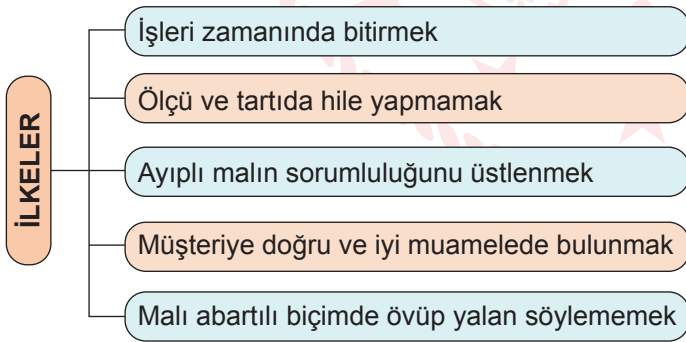 İLKELER
İşleri zamanında bitirmek
Ölçü ve tartıda hile yapmamak
Ayıplı malın sorumluluğunu üstlenmek
Müşteriye doğru ve iyi muamelede bulunmak
Malı abartılı biçimde övüp yalan söylememek